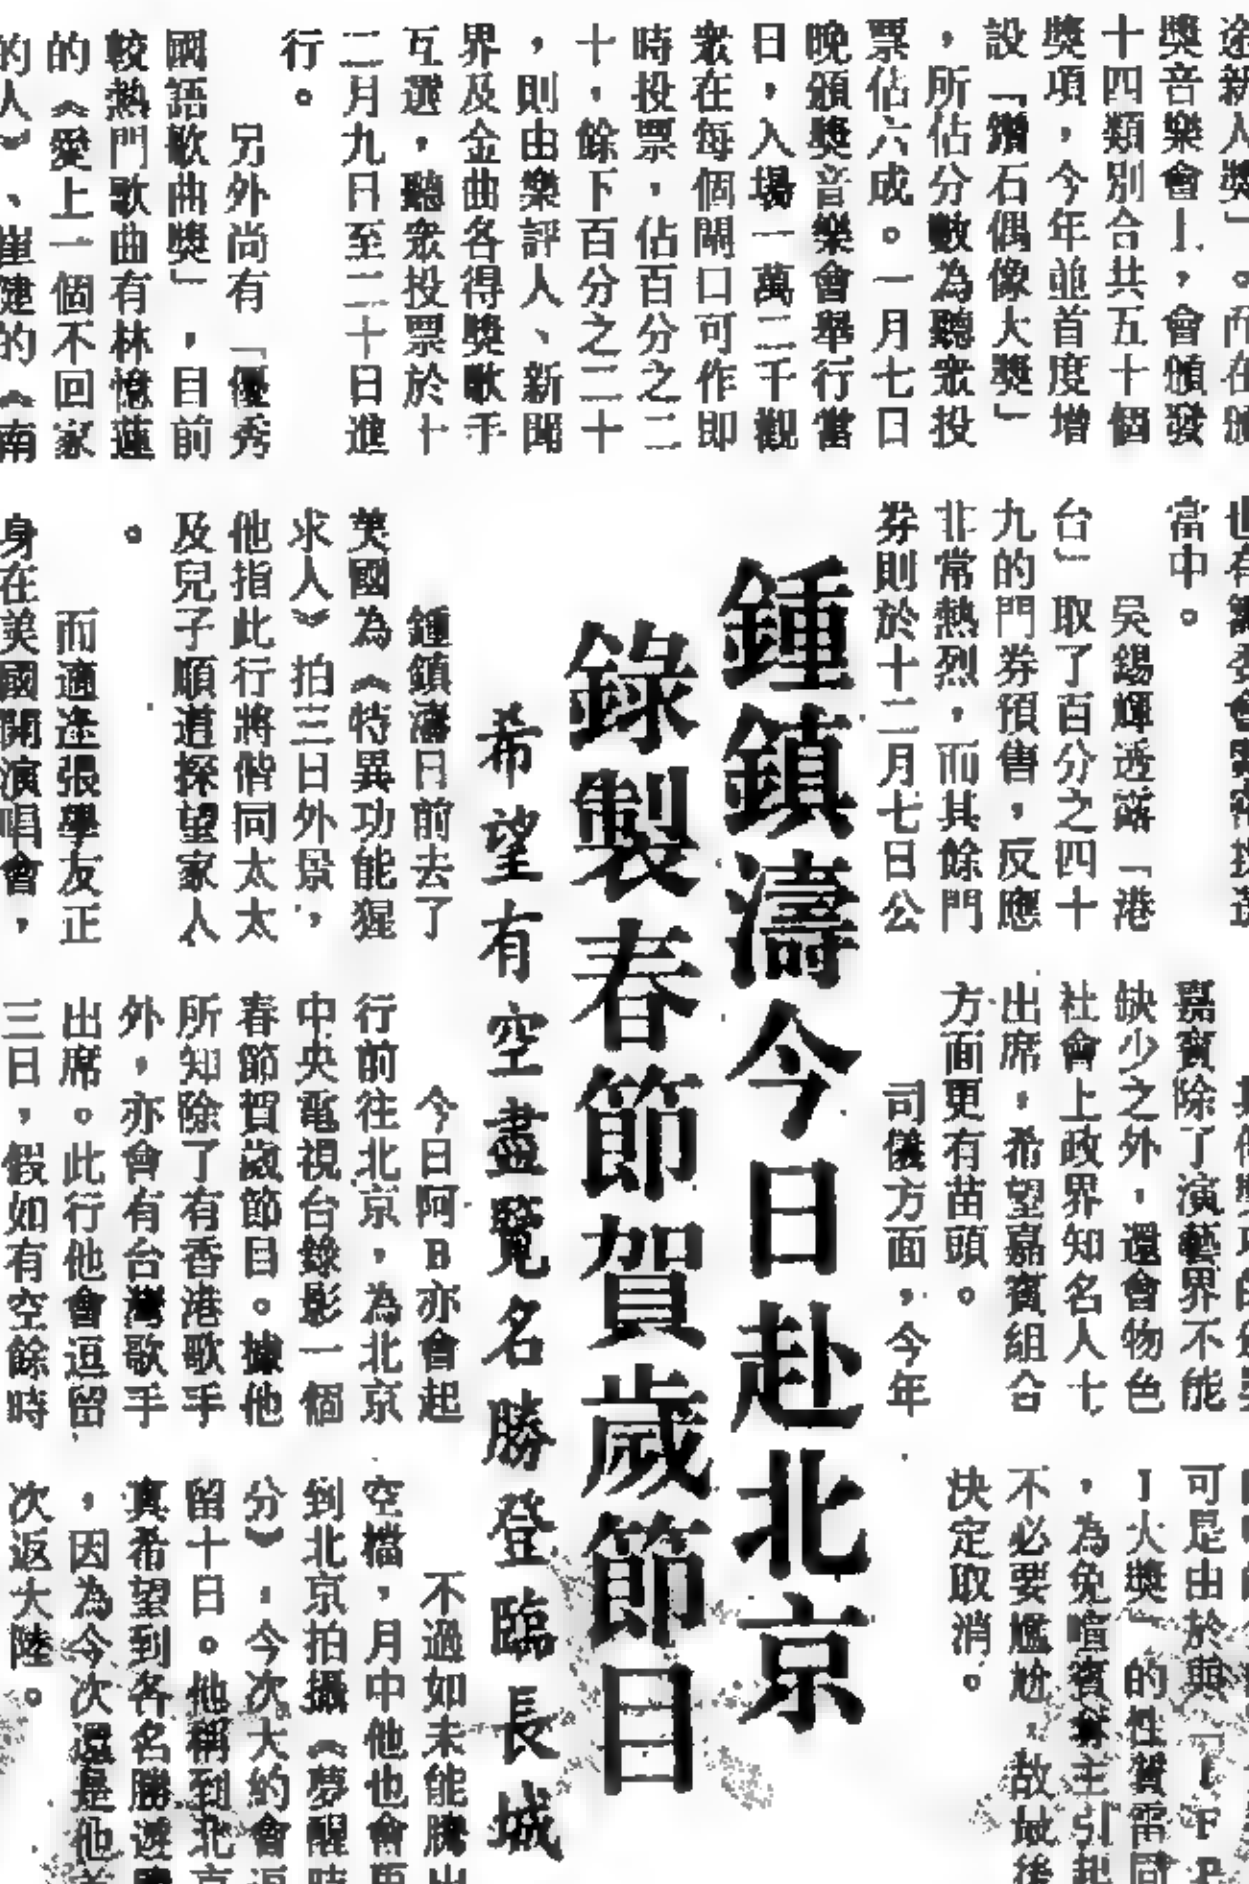 獎音樂會上，會頒發
十四類別合共五十個
獎項，今年並首度增
設「鑽石偶像大獎」
，所佔分數為聽眾投
票佔六成。一月七日
晚頒獎音樂會舉行當
日，入場一萬二千觀
眾在每個閘口可作即
時投票，佔百分之二
十，餘下百分之二十
，則由樂評人、新聞
界及金曲各得獎歌手
互選，聽眾投票於十
二月九日至二十日進
行。
另外尚有「優秀
國語歌曲獎」，目前
較熱門歌曲有林憶蓮
的《愛上一個不回家
的人》、崔健的《南
當中。
吳錫輝透露「港
台」取了百分之四十
九的門券預售，反應
非常熱烈，而其餘門
券則於十二月七日公
嘉賓除了演藝界不能
缺少之外，還會物色
社會上政界知名人士
出席，希望嘉賓組合
方面更有苗頭。
司儀方面，今年
可是由於與「IFP
I大獎」的性質雷同
，為免喧賓奪主引起
不必要尷尬，故最後
決定取消。
鍾鎮濤今日赴北京
錄製春節賀歲節目
希望有空盡覽名勝登臨長城
鍾鎮濤日前去了
英國為《特異功能猩
求人》拍三日外景，
他指此行將偕同太太
及兒子順道探望家人
。
而適逢張學友正
身在美國開演唱會，
今日阿B亦會起
行前往北京，為北京
中央電視台錄影一個
春節賀歲節目。據他
所知除了有香港歌手
外，亦會有台灣歌手
出席。此行他會逗留
三日，假如有空餘時
不過如未能騰出
空檔，月中他也會再
到北京拍攝《夢醒時
分》，今次大約會逗
留十日。他稱到北京
真希望到各名勝遊
，因為今次還是他首
次返大陸。